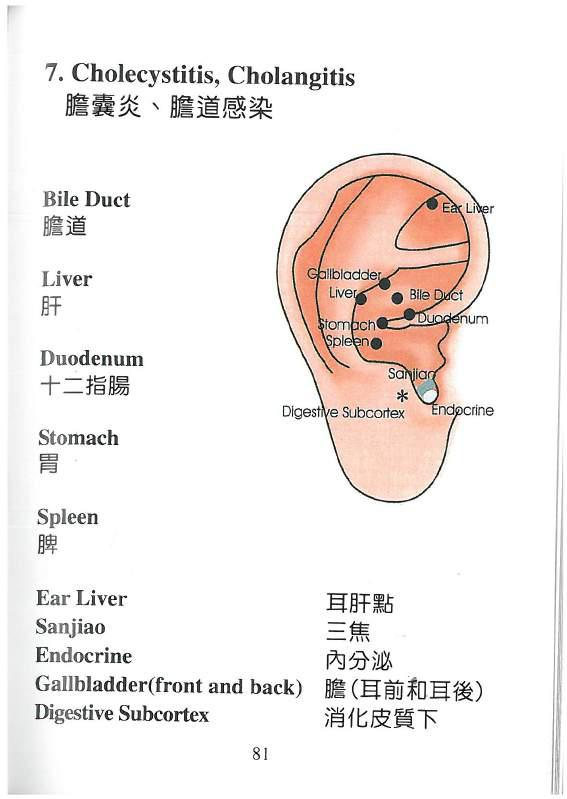 7. Cholecystitis, Cholangitis
膽囊炎、膽道感染
Bile Duct
膽道
Liver
肝
Duodenum
十二指腸
Stomach
胃
Spleen
脾
Ear Liver
Gallbladder
Liver
Bile Duct
Stomach
Duodenum
Spleen
Sanjiao
*
Digestive Subcortex
Endocrine
Ear Liver 耳肝點
Sanjiao 三焦
Endocrine 內分泌
Gallbladder(front and back) 膽(耳前和耳後)
Digestive Subcortex 消化皮質下
81